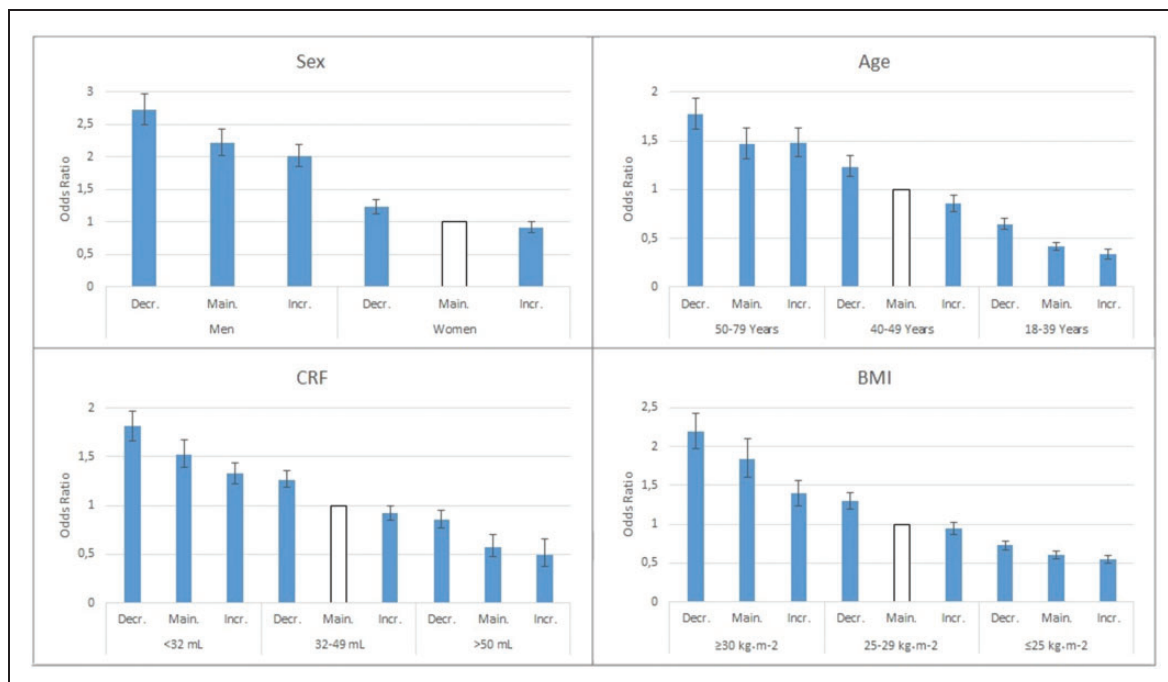 Sex
Odds Ratio
3
2,5
2
1,5
1
0,5
0
Decr. Main. Incr. Decr. Main. Incr.
Men Women
Age
Odds Ratio
2
1,5
1
0,5
0
Decr. Main. Incr. Decr. Main. Incr. Decr. Main. Incr.
50-79 Years 40-49 Years 18-39 Years
CRF
Odds Ratio
2
1,5
1
0,5
0
Decr. Main. Incr. Decr. Main. Incr. Decr. Main. Incr.
<32 mL 32-49 mL >50 mL
BMI
Odds Ratio
2,5
2
1,5
1
0,5
0
Decr. Main. Incr. Decr. Main. Incr. Decr. Main. Incr.
≥30 kg.m-2 25-29 kg.m-2 ≤25 kg.m-2